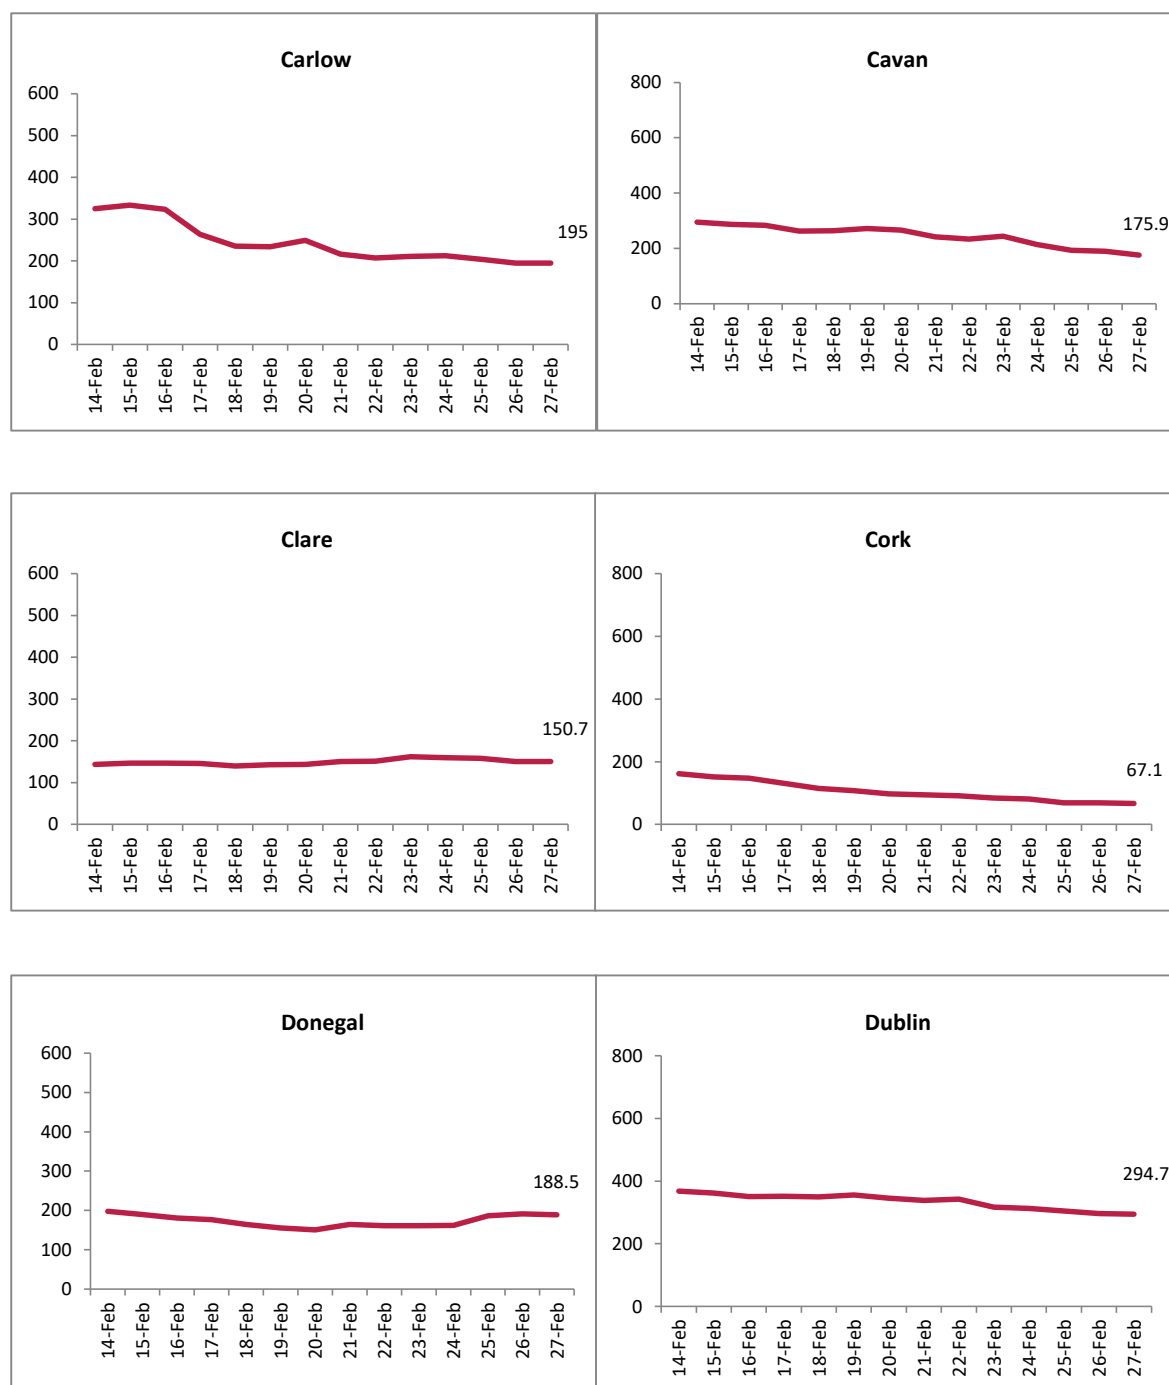 Carlow
600
500
400
300
200
100
0
195
14-Feb
15-Feb
16-Feb
17-Feb
18-Feb
19-Feb
20-Feb
21-Feb
22-Feb
23-Feb
24-Feb
25-Feb
26-Feb
27-Feb
Cavan
800
600
400
200
0
175.9
14-Feb
15-Feb
16-Feb
17-Feb
18-Feb
19-Feb
20-Feb
21-Feb
22-Feb
23-Feb
24-Feb
25-Feb
26-Feb
27-Feb
Clare
600
500
400
300
200
100
0
150.7
14-Feb
15-Feb
16-Feb
17-Feb
18-Feb
19-Feb
20-Feb
21-Feb
22-Feb
23-Feb
24-Feb
25-Feb
26-Feb
27-Feb
Cork
800
600
400
200
0
67.1
14-Feb
15-Feb
16-Feb
17-Feb
18-Feb
19-Feb
20-Feb
21-Feb
22-Feb
23-Feb
24-Feb
25-Feb
26-Feb
27-Feb
Donegal
600
500
400
300
200
100
0
188.5
14-Feb
15-Feb
16-Feb
17-Feb
18-Feb
19-Feb
20-Feb
21-Feb
22-Feb
23-Feb
24-Feb
25-Feb
26-Feb
27-Feb
Dublin
800
600
400
200
0
294.7
14-Feb
15-Feb
16-Feb
17-Feb
18-Feb
19-Feb
20-Feb
21-Feb
22-Feb
23-Feb
24-Feb
25-Feb
26-Feb
27-Feb